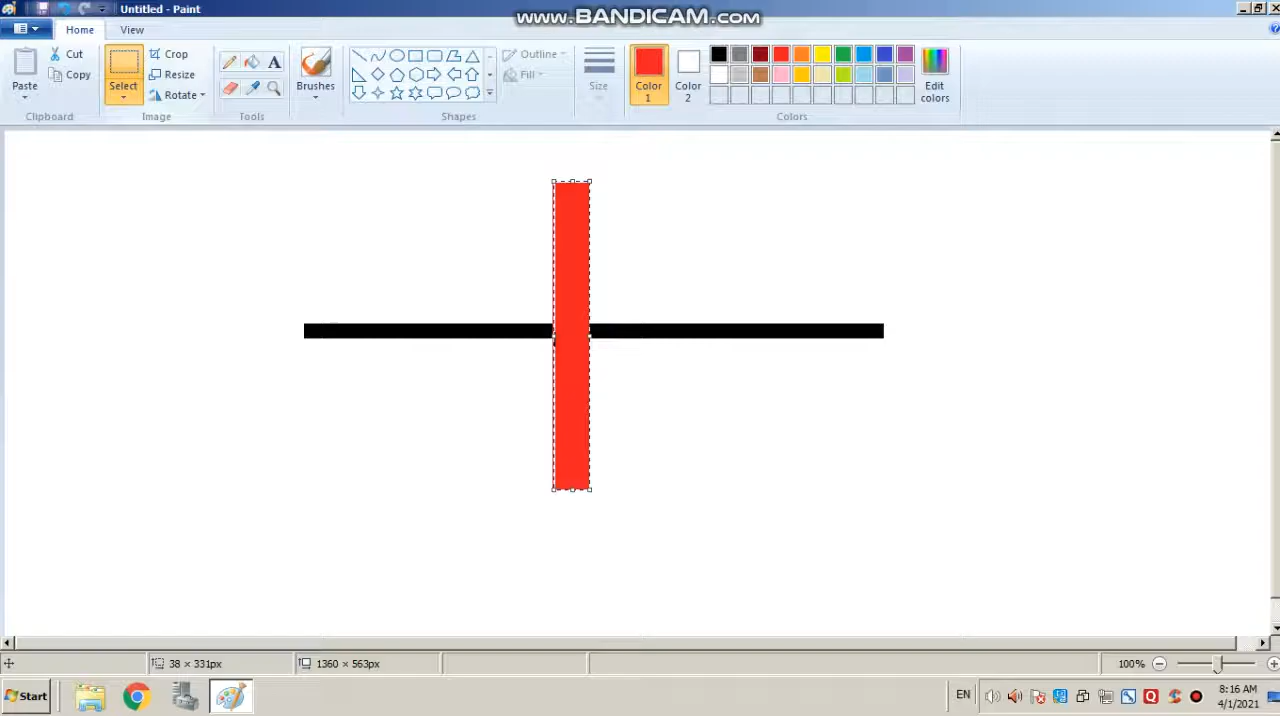 Untitled - Paint
www.BANDICAM.com
Home
View
Paste
Cut
Copy
Clipboard
Select
Crop
Resize
Rotate
Image
A
Tools
Brushes
Shapes
Outline
Fill
Size
Color 1
Color 2
Edit colors
Colors
38 × 331px
1360 × 563px
100%
Start
EN
8:16 AM
4/1/2021